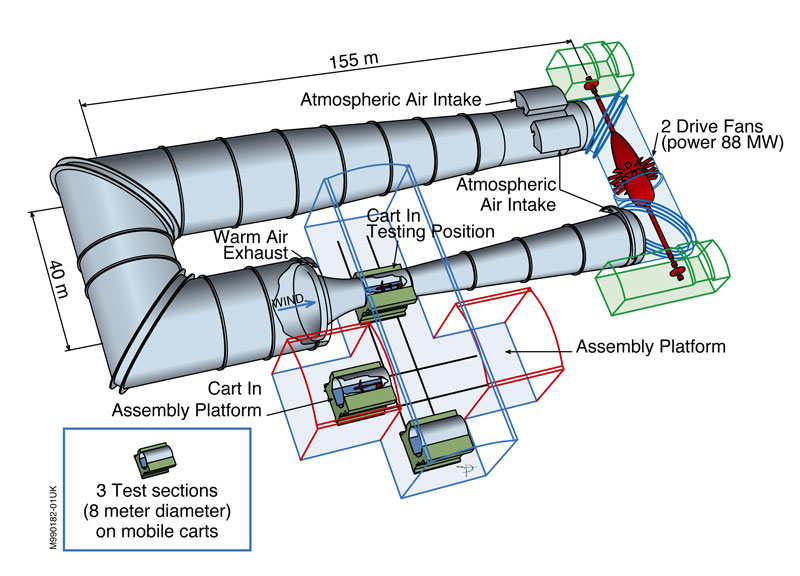 155 m
Atmospheric Air Intake
2 Drive Fans
(power 88 MW)
Atmospheric
Air Intake
Cart In
Testing Position
Warm Air
Exhaust
40 m
WIND
Assembly Platform
Cart In
Assembly Platform
3 Test sections
(8 meter diameter)
on mobile carts
M990182-01UK